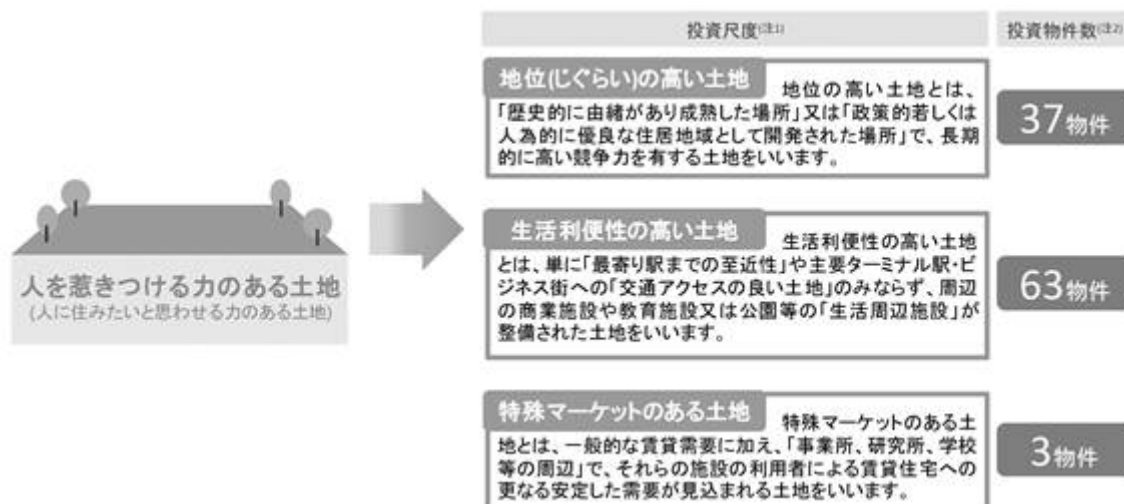 投資尺度(注1)
投資物件数(注2)
地位(じぐらい)の高い土地
地位の高い土地とは、
「歴史的に由緒があり成熟した場所」又は「政策的若しくは
人為的に優良な住居地域として開発された場所」で、長期
的に高い競争力を有する土地をいいます。
37物件
生活利便性の高い土地
生活利便性の高い土地
とは、単に「最寄り駅までの至近性」や主要ターミナル駅・ビ
ジネス街への「交通アクセスの良い土地」のみならず、周辺
の商業施設や教育施設又は公園等の「生活周辺施設」が
整備された土地をいいます。
63物件
人を惹きつける力のある土地
(人に住みたいと思わせる力のある土地)
特殊マーケットのある土地
特殊マーケットのある土
地とは、一般的な賃貸需要に加え、「事業所、研究所、学校
等の周辺」で、それらの施設の利用者による賃貸住宅への
更なる安定した需要が見込まれる土地をいいます。
3物件